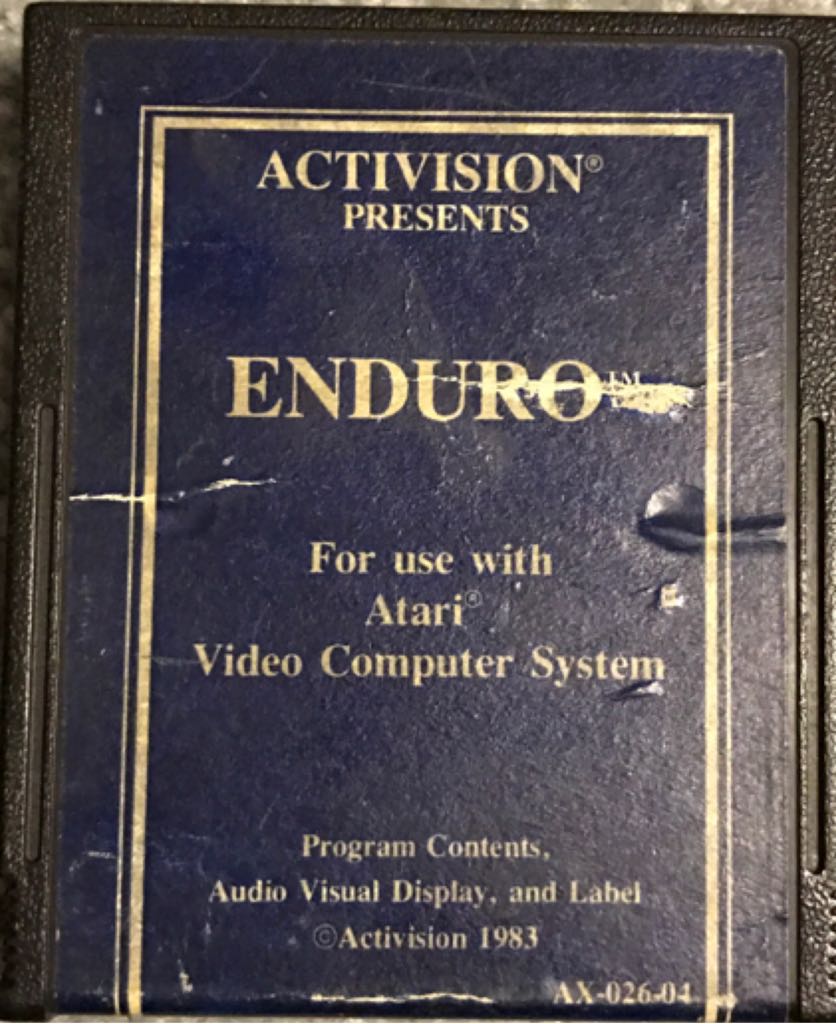 ACTIVISION®
PRESENTS
ENDURO™
For use with
Atari®
Video Computer System
Program Contents,
Audio Visual Display, and Label
©Activision 1983
AX-026-04